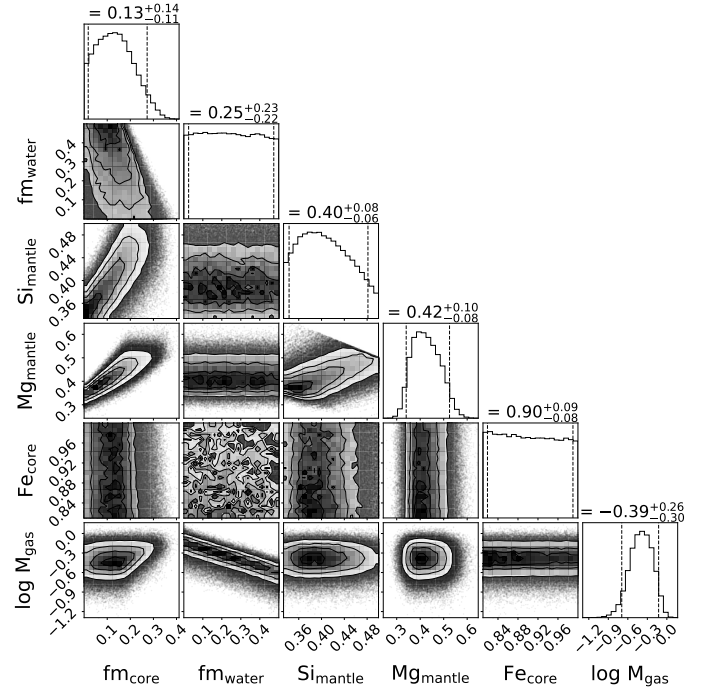 = 0.13+0.14−0.11
= 0.25+0.23−0.22
fmwater
0.4
0.3
0.2
0.1
= 0.40+0.08−0.06
Simantle
0.48
0.44
0.40
0.36
= 0.42+0.10−0.08
Mgmantle
0.6
0.5
0.4
0.3
= 0.90+0.09−0.08
Fecore
0.96
0.92
0.88
0.84
= −0.39+0.26−0.30
log Mgas
0.0
−0.3
−0.6
−0.9
−1.2
0.1 0.2 0.3 0.4
0.1 0.2 0.3 0.4
0.36 0.40 0.44 0.48
0.3 0.4 0.5 0.6
0.84 0.88 0.92 0.96
−1.2 −0.9 −0.6 −0.3 0.0
fmcore fmwater Simantle Mgmantle Fecore log Mgas